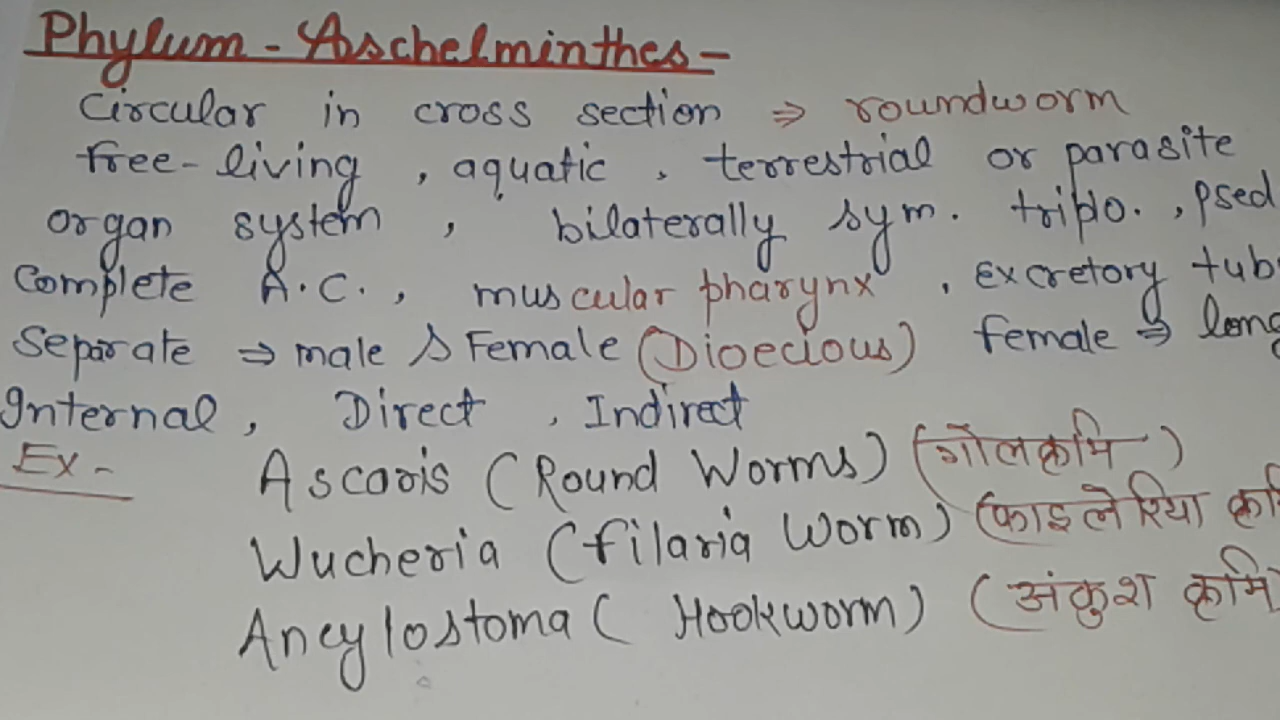 Phylum - Aschelminthes -
Circular in cross section ⇒ roundworm
free-living, aquatic, terrestrial or parasite
organ system, bilaterally sym. triplo., Psed
Complete A.C., muscular pharynx, Excretory tub
Separate ⇒ male & Female (Dioecious) female ⇒ long
Internal, Direct, Indirect
Ex -
Ascaris (Round Worms) (गोलकृमि)
Wucheria (filaria Worm) (फाइलेरिया कृमि
Ancylostoma ( Hookworm) (अंकुश कृमि)